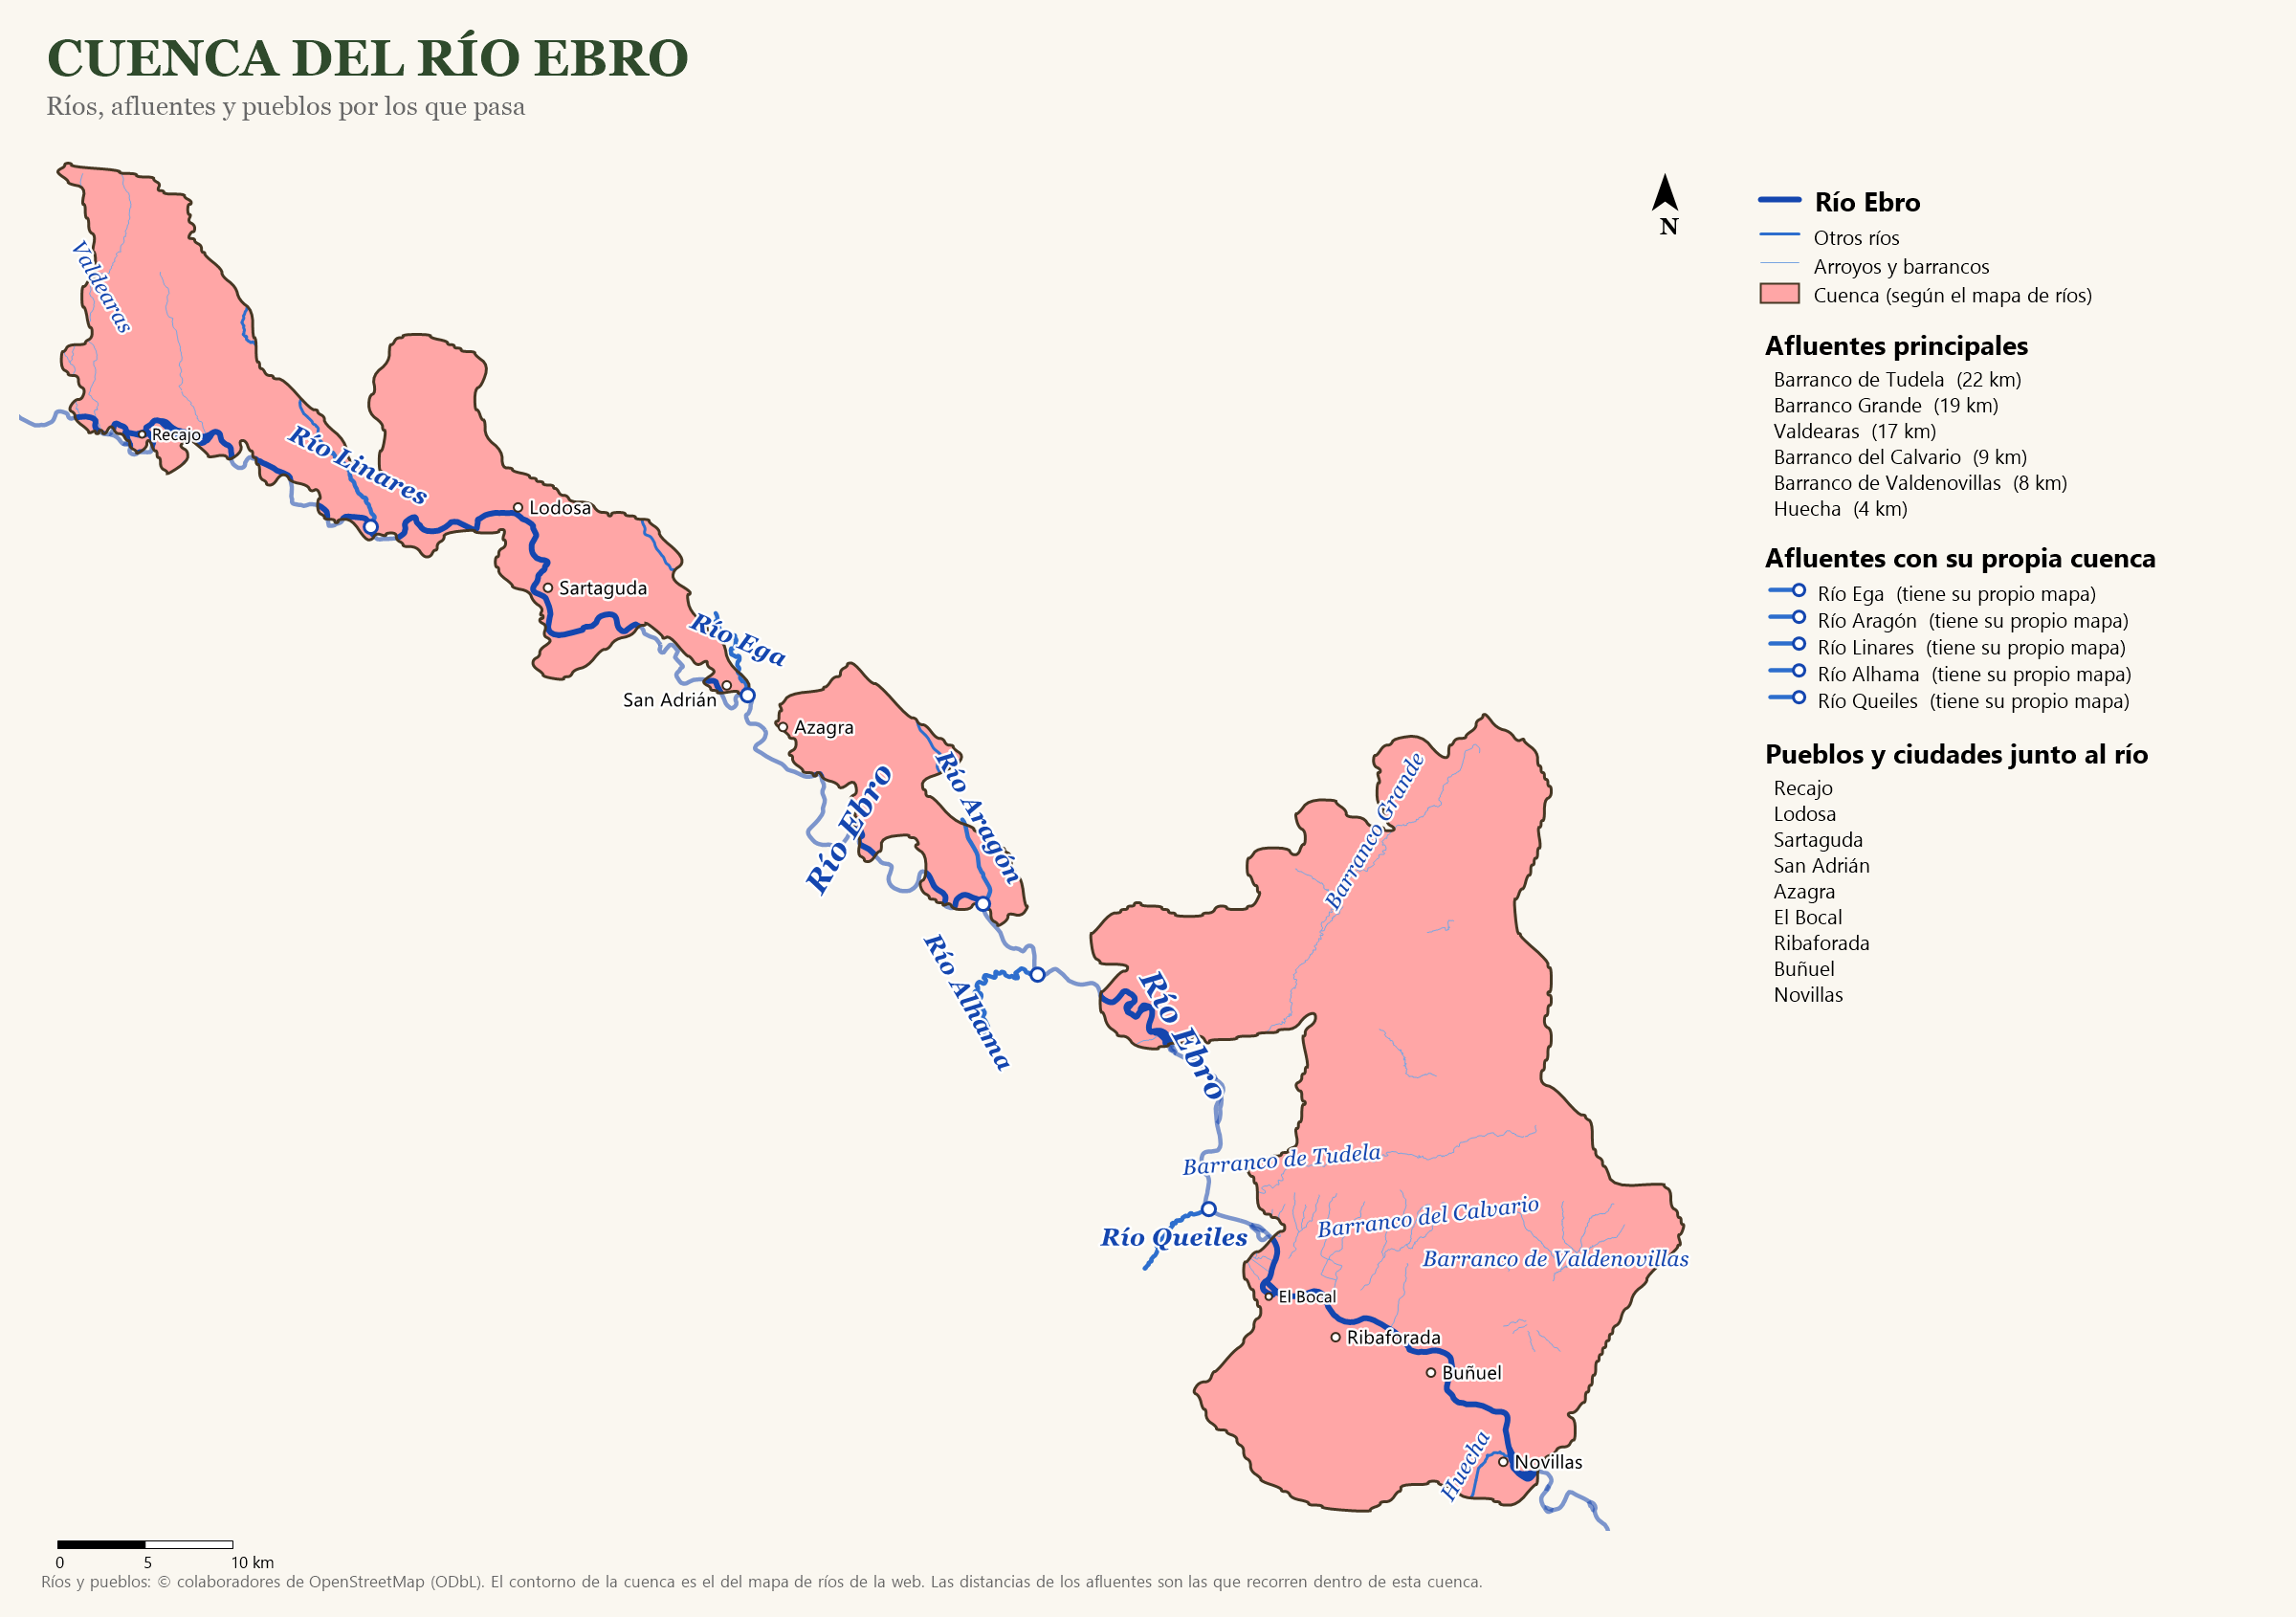 CUENCA DEL RÍO EBRO
Ríos, afluentes y pueblos por los que pasa
N
Río Ebro
Otros ríos
Arroyos y barrancos
Cuenca (según el mapa de ríos)
Afluentes principales
Barranco de Tudela (22 km)
Barranco Grande (19 km)
Valdearas (17 km)
Barranco del Calvario (9 km)
Barranco de Valdenovillas (8 km)
Huecha (4 km)
Afluentes con su propia cuenca
Río Ega (tiene su propio mapa)
Río Aragón (tiene su propio mapa)
Río Linares (tiene su propio mapa)
Río Alhama (tiene su propio mapa)
Río Queiles (tiene su propio mapa)
Pueblos y ciudades junto al río
Recajo
Lodosa
Sartaguda
San Adrián
Azagra
El Bocal
Ribaforada
Buñuel
Novillas
Valdearas
Recajo
Río Linares
Lodosa
Sartaguda
Río Ega
San Adrián
Azagra
Río Ebro
Río Aragón
Barranco Grande
Río Alhama
Río Ebro
Barranco de Tudela
Barranco del Calvario
Río Queiles
Barranco de Valdenovillas
El Bocal
Ribaforada
Buñuel
Huecha
Novillas
0 5 10 km
Ríos y pueblos: © colaboradores de OpenStreetMap (ODbL). El contorno de la cuenca es el del mapa de ríos de la web. Las distancias de los afluentes son las que recorren dentro de esta cuenca.